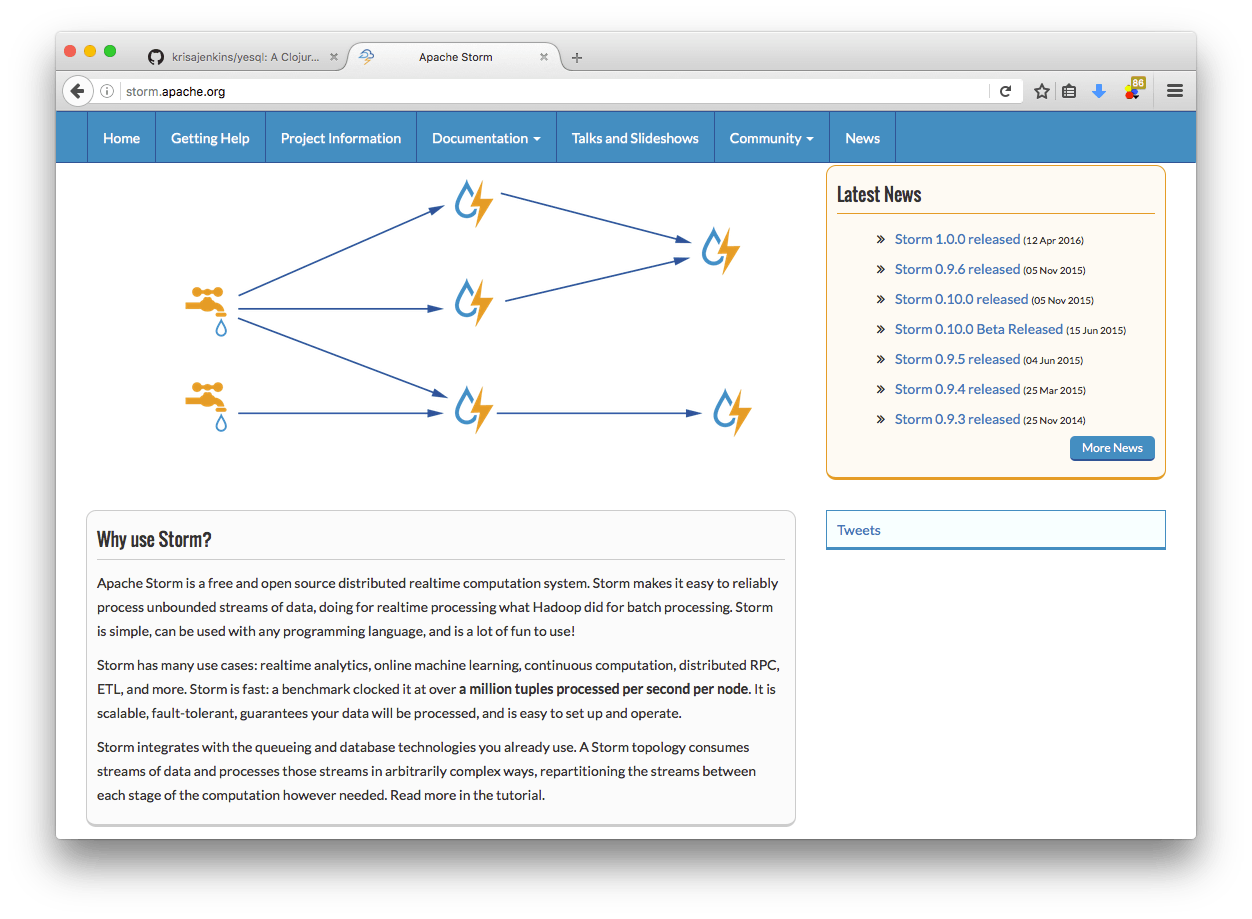 krisajenkins/yesql: A Clojur...
Apache Storm
storm.apache.org
86
Home
Getting Help
Project Information
Documentation
Talks and Slideshows
Community
News
Latest News
Storm 1.0.0 released (12 Apr 2016)
Storm 0.9.6 released (05 Nov 2015)
Storm 0.10.0 released (05 Nov 2015)
Storm 0.10.0 Beta Released (15 Jun 2015)
Storm 0.9.5 released (04 Jun 2015)
Storm 0.9.4 released (25 Mar 2015)
Storm 0.9.3 released (25 Nov 2014)
More News
Why use Storm?
Apache Storm is a free and open source distributed realtime computation system. Storm makes it easy to reliably
process unbounded streams of data, doing for realtime processing what Hadoop did for batch processing. Storm
is simple, can be used with any programming language, and is a lot of fun to use!
Storm has many use cases: realtime analytics, online machine learning, continuous computation, distributed RPC,
ETL, and more. Storm is fast: a benchmark clocked it at over a million tuples processed per second per node. It is
scalable, fault-tolerant, guarantees your data will be processed, and is easy to set up and operate.
Storm integrates with the queueing and database technologies you already use. A Storm topology consumes
streams of data and processes those streams in arbitrarily complex ways, repartitioning the streams between
each stage of the computation however needed. Read more in the tutorial.
Tweets